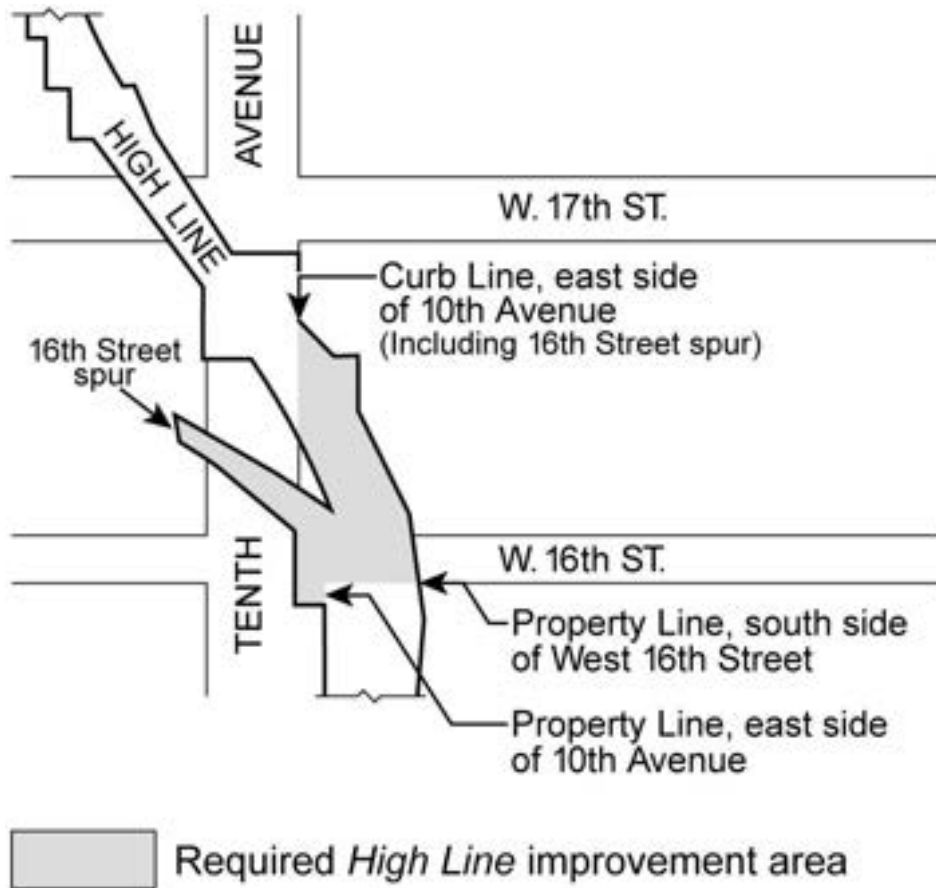 AVENUE
HIGH LINE
W. 17th ST.
Curb Line, east side
of 10th Avenue
(Including 16th Street spur)
16th Street
spur
TENTH
W. 16th ST.
Property Line, south side
of West 16th Street
Property Line, east side
of 10th Avenue
Required High Line improvement area